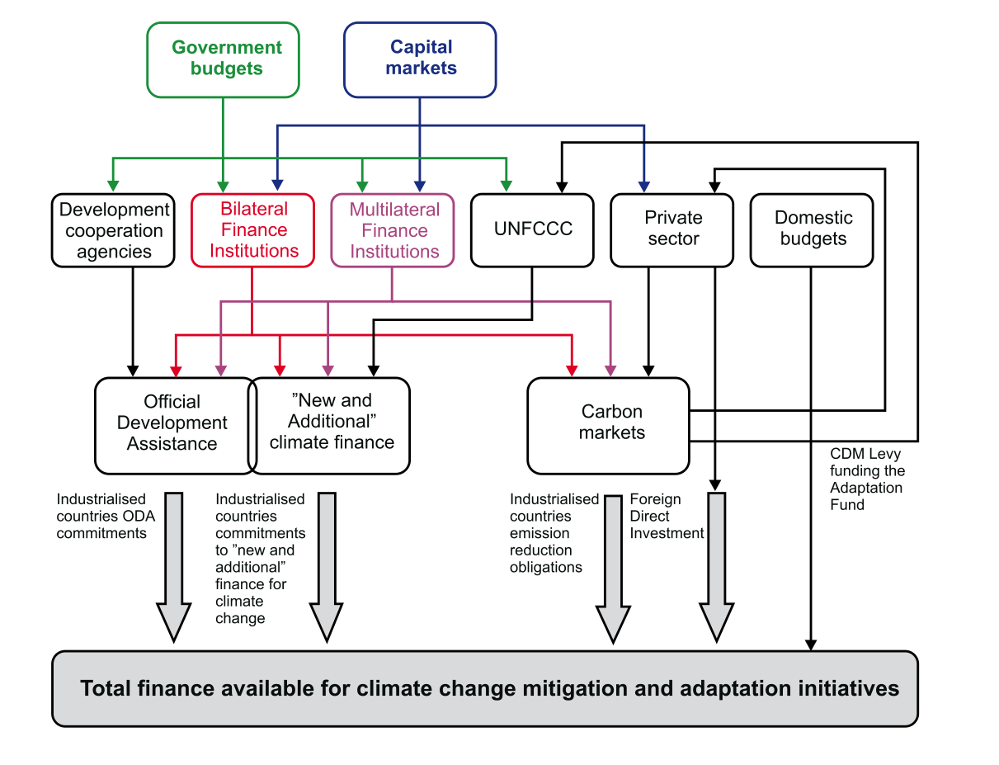 Government
budgets
Capital
markets
Development
cooperation
agencies
Bilateral
Finance
Institutions
Multilateral
Finance
Institutions
UNFCCC
Private
sector
Domestic
budgets
Official
Development
Assistance
”New and
Additional”
climate finance
Carbon
markets
CDM Levy
funding the
Adaptation
Fund
Industrialised
countries ODA
commitments
Industrialised
countries
commitments
to ”new and
additional”
finance for
climate
change
Industrialised
countries
emission
reduction
obligations
Foreign
Direct
Investment
Total finance available for climate change mitigation and adaptation initiatives